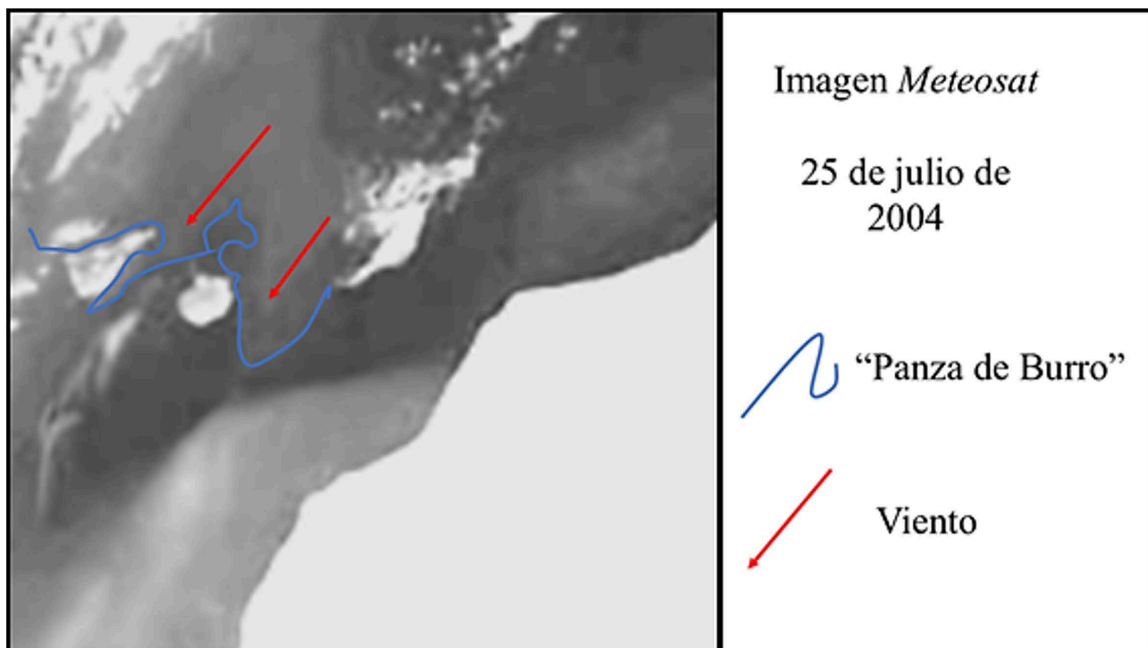 Imagen Meteosat
25 de julio de
2004
“Panza de Burro”
Viento